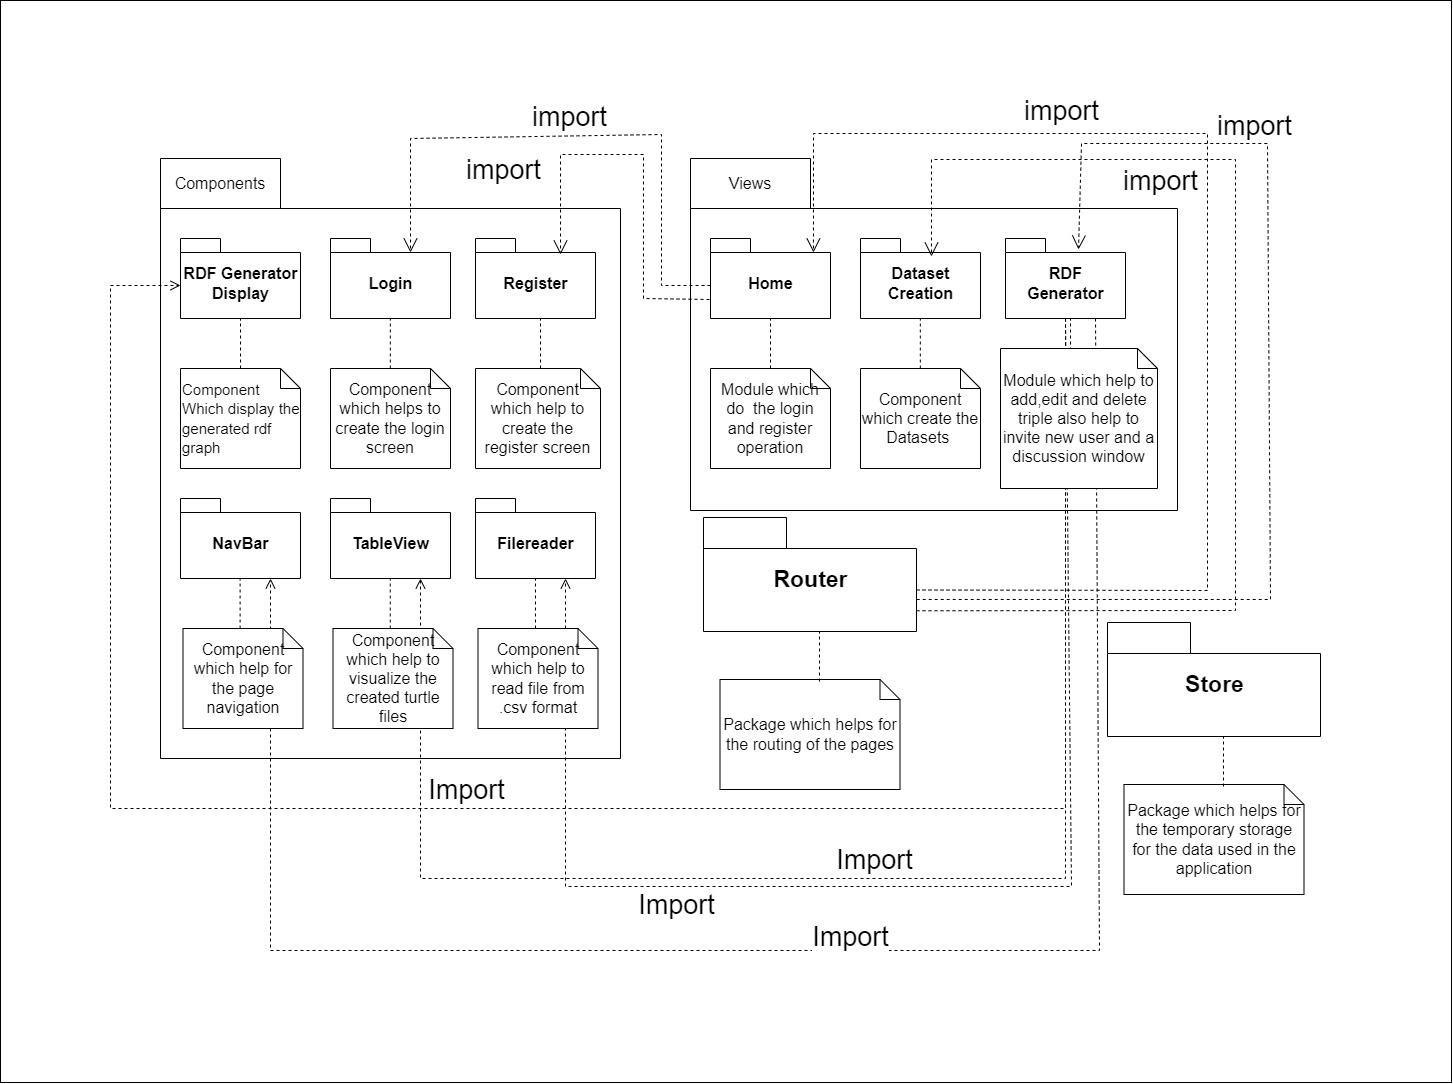 import
import
import
import
import
Components
Views
RDF Generator
Display
Login
Register
Home
Dataset
Creation
RDF
Generator
Component
Which display the
generated rdf
graph
Component
which helps to
create the login
screen
Component
which help to
create the
register screen
Module which
do  the login
and register
operation
Component
which create the
Datasets
Module which help to
add,edit and delete
triple also help to
invite new user and a
discussion window
NavBar
TableView
Filereader
Router
Component
which help for
the page
navigation
Component
which help to
visualize the
created turtle
files
Component
which help to
read file from
.csv format
Store
Package which helps for
the routing of the pages
Import
Package which helps for
the temporary storage
for the data used in the
application
Import
Import
Import